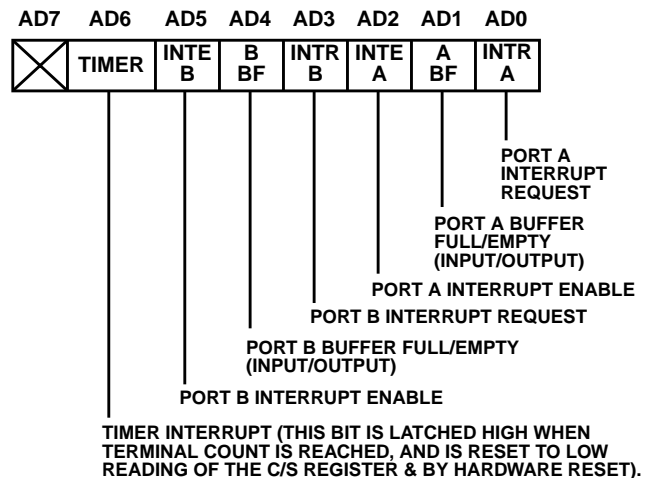 AD7 AD6 AD5 AD4 AD3 AD2 AD1 AD0
TIMER
INTE B
B BF
INTR B
INTE A
A BF
INTR A
PORT A
INTERRUPT
REQUEST
PORT A BUFFER
FULL/EMPTY
(INPUT/OUTPUT)
PORT A INTERRUPT ENABLE
PORT B INTERRUPT REQUEST
PORT B BUFFER FULL/EMPTY
(INPUT/OUTPUT)
PORT B INTERRUPT ENABLE
TIMER INTERRUPT (THIS BIT IS LATCHED HIGH WHEN
TERMINAL COUNT IS REACHED, AND IS RESET TO LOW
READING OF THE C/S REGISTER & BY HARDWARE RESET).